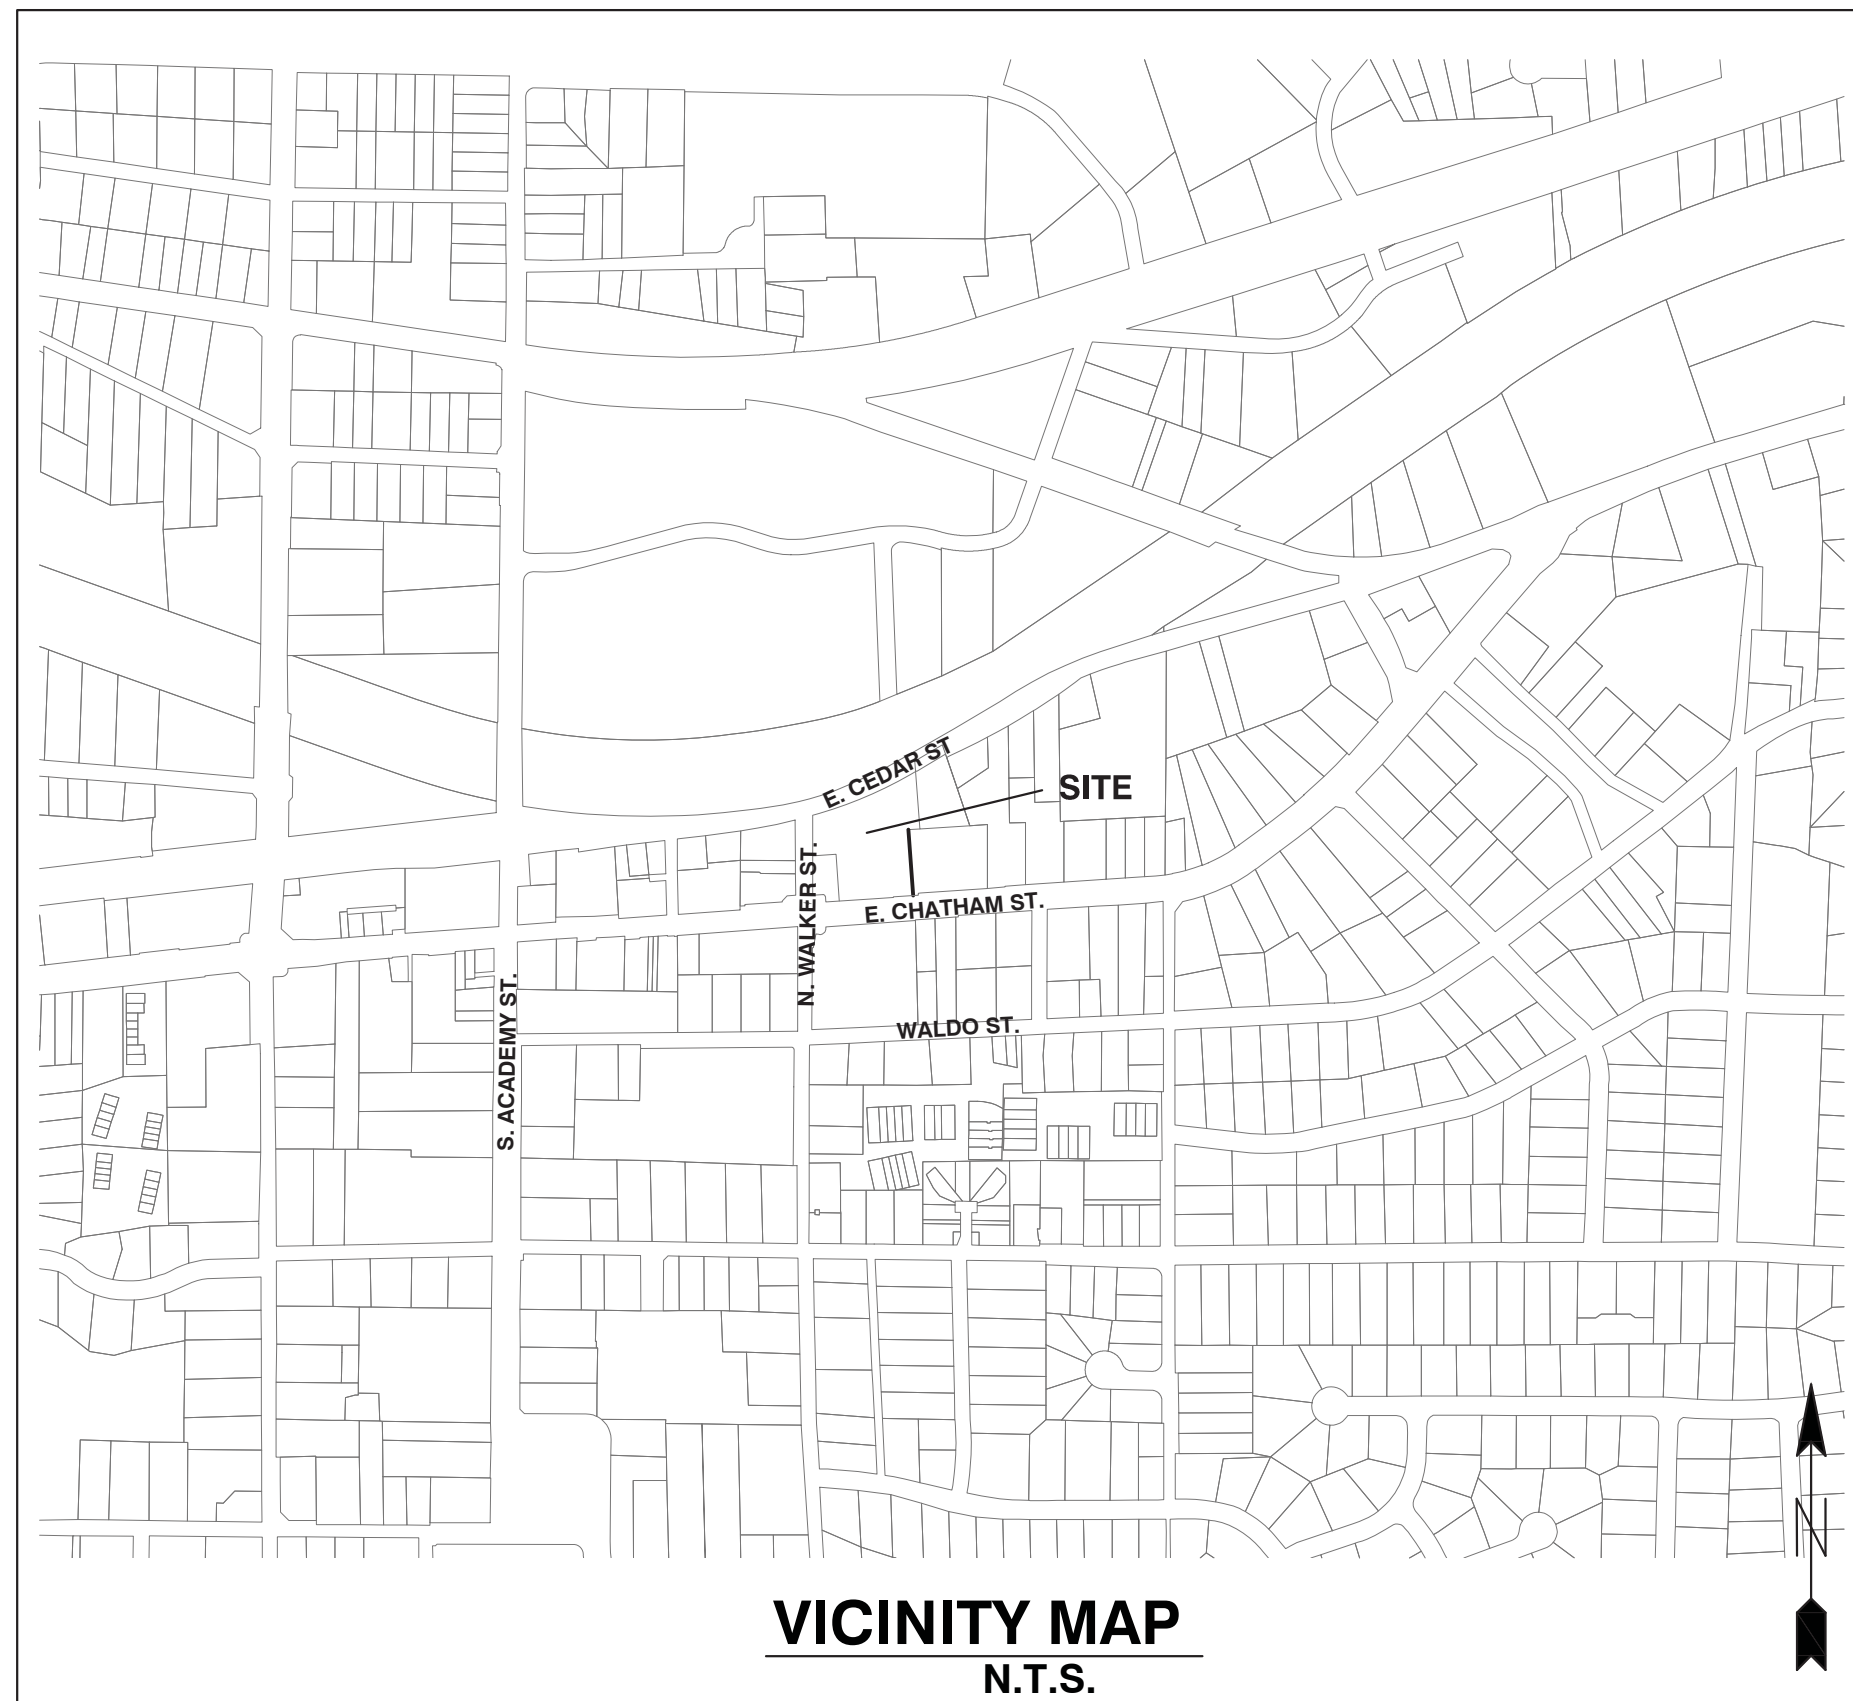 E. CEDAR ST
SITE
N. WALKER ST.
E. CHATHAM ST.
S. ACADEMY ST.
WALDO ST.
N
VICINITY MAP
N.T.S.